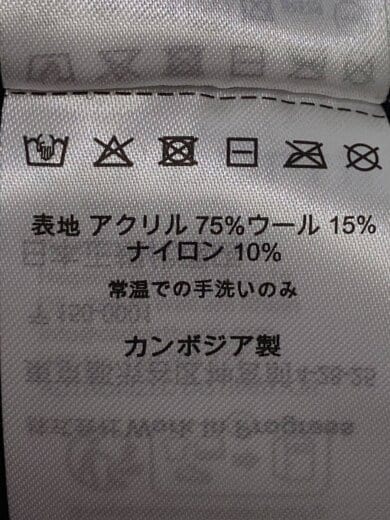 表地 アクリル 75%ウール 15%
ナイロン 10%
常温での手洗いのみ
カンボジア製